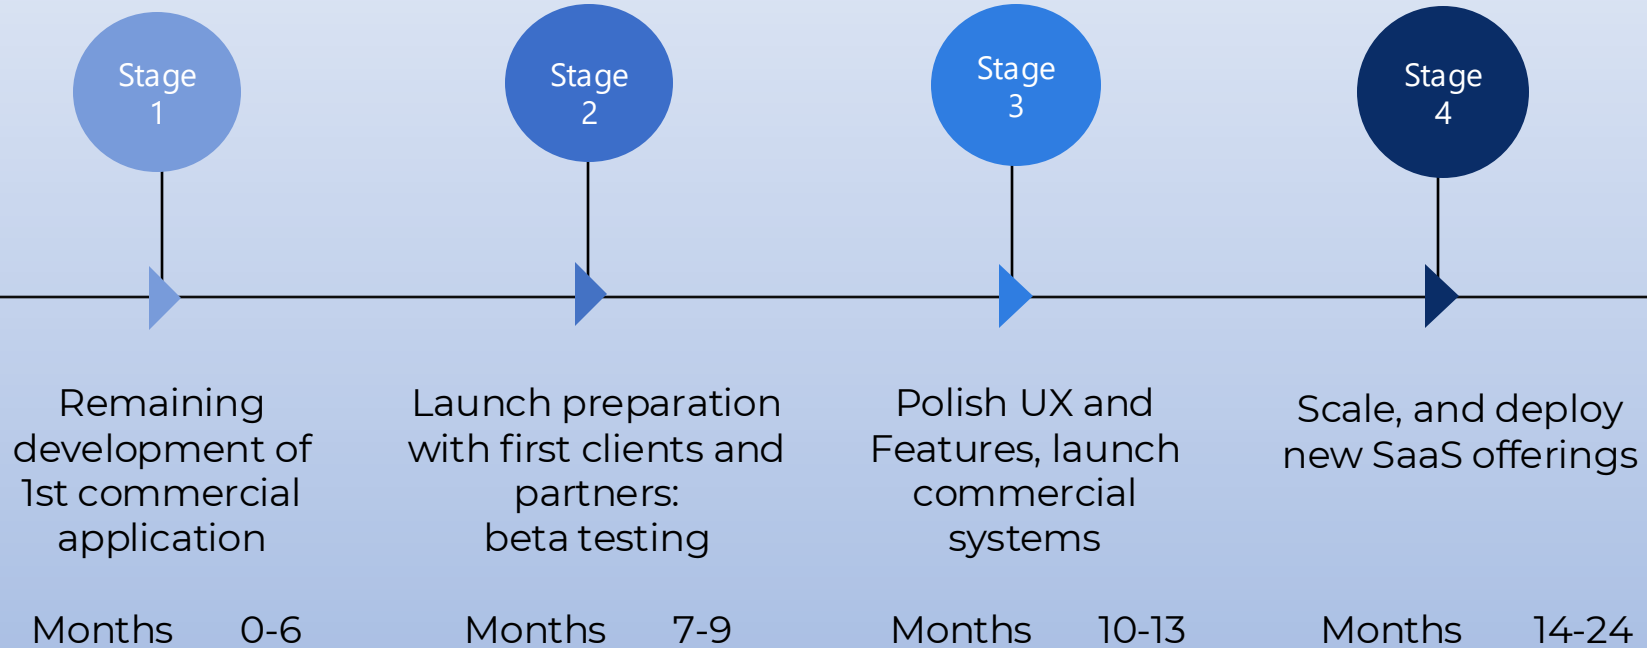 Stage
1
Stage
2
Stage
3
Stage
4
Remaining
development of
1st commercial
application
Months 0-6
Launch preparation
with first clients and
partners:
beta testing
Months 7-9
Polish UX and
Features, launch
commercial
systems
Months 10-13
Scale, and deploy
new SaaS offerings
Months 14-24